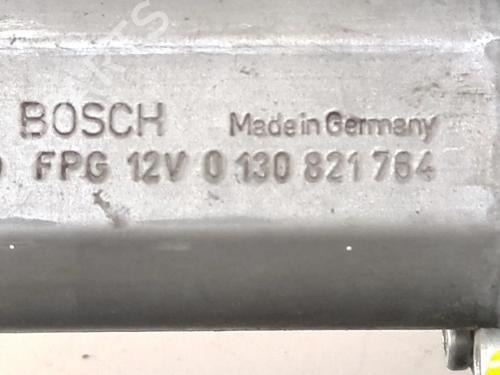 BOSCH Made in Germany
FPG 12V 0 130 821 764